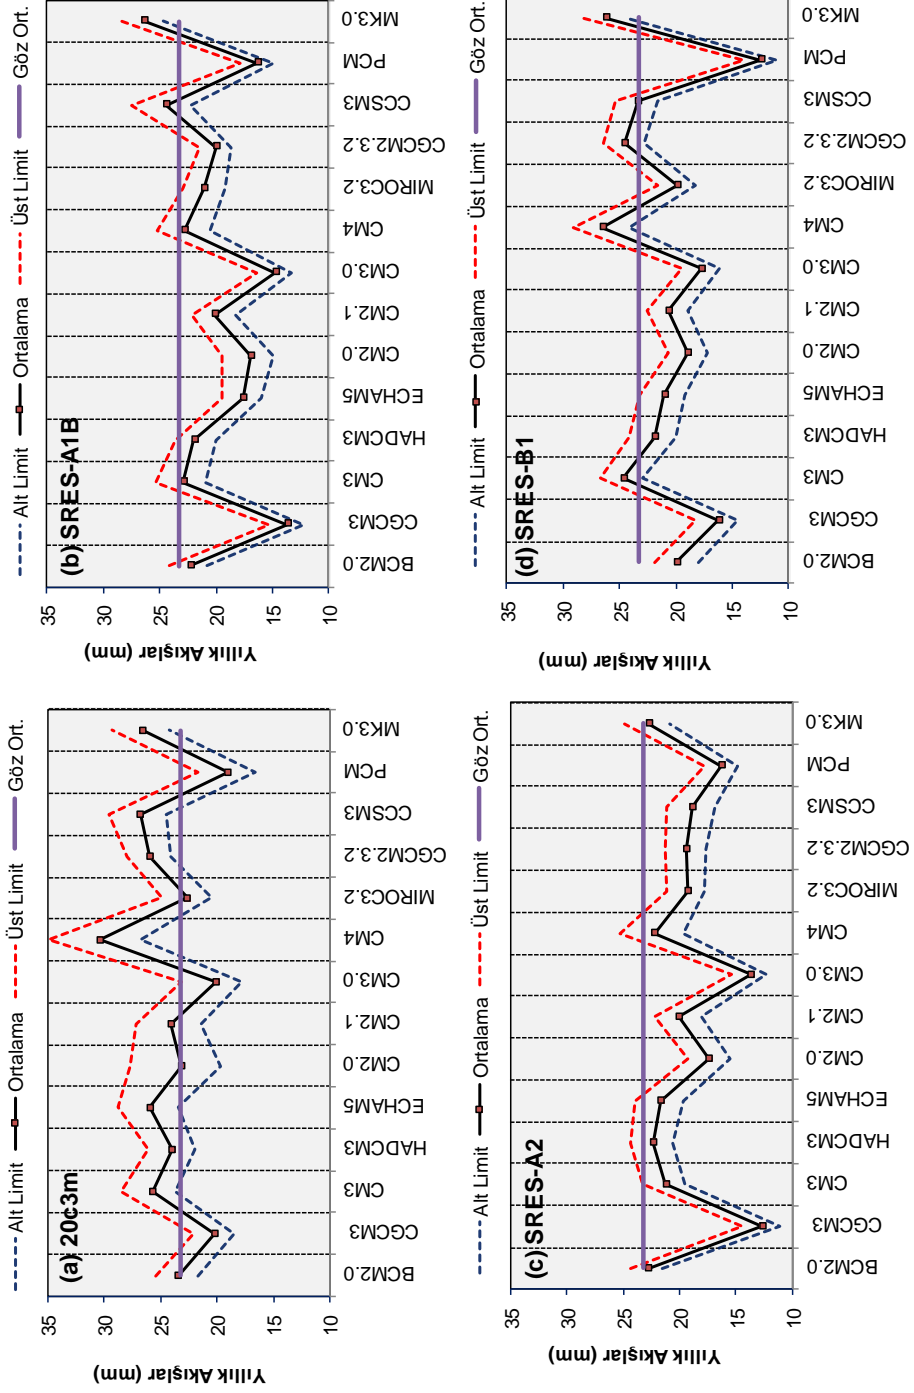 Alt Limit Ortalama Üst Limit Göz Ort.
(a) 20c3m
35
30
25
20
15
10
Yıllık Akışlar (mm)
BCM2.0
CGCM3
CM3
HADCM3
ECHAM5
CM2.0
CM2.1
CM3.0
CM4
MIROC3.2
CGCM2.3.2
CCSM3
PCM
MK3.0
Alt Limit Ortalama Üst Limit Göz Ort.
(b) SRES-A1B
35
30
25
20
15
10
Yıllık Akışlar (mm)
BCM2.0
CGCM3
CM3
HADCM3
ECHAM5
CM2.0
CM2.1
CM3.0
CM4
MIROC3.2
CGCM2.3.2
CCSM3
PCM
MK3.0
Alt Limit Ortalama Üst Limit Göz Ort.
(c) SRES-A2
35
30
25
20
15
10
Yıllık Akışlar (mm)
BCM2.0
CGCM3
CM3
HADCM3
ECHAM5
CM2.0
CM2.1
CM3.0
CM4
MIROC3.2
CGCM2.3.2
CCSM3
PCM
MK3.0
Alt Limit Ortalama Üst Limit Göz Ort.
(d) SRES-B1
35
30
25
20
15
10
Yıllık Akışlar (mm)
BCM2.0
CGCM3
CM3
HADCM3
ECHAM5
CM2.0
CM2.1
CM3.0
CM4
MIROC3.2
CGCM2.3.2
CCSM3
PCM
MK3.0